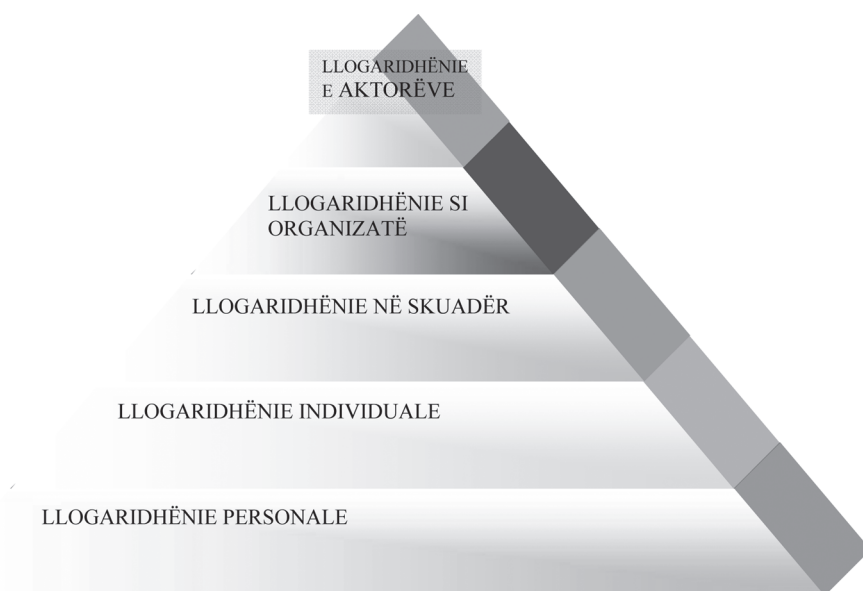 LLOGARIDHËNIE
E AKTORËVE
LLOGARIDHËNIE SI
ORGANIZATË
LLOGARIDHËNIE NË SKUADËR
LLOGARIDHËNIE INDIVIDUALE
LLOGARIDHËNIE PERSONALE